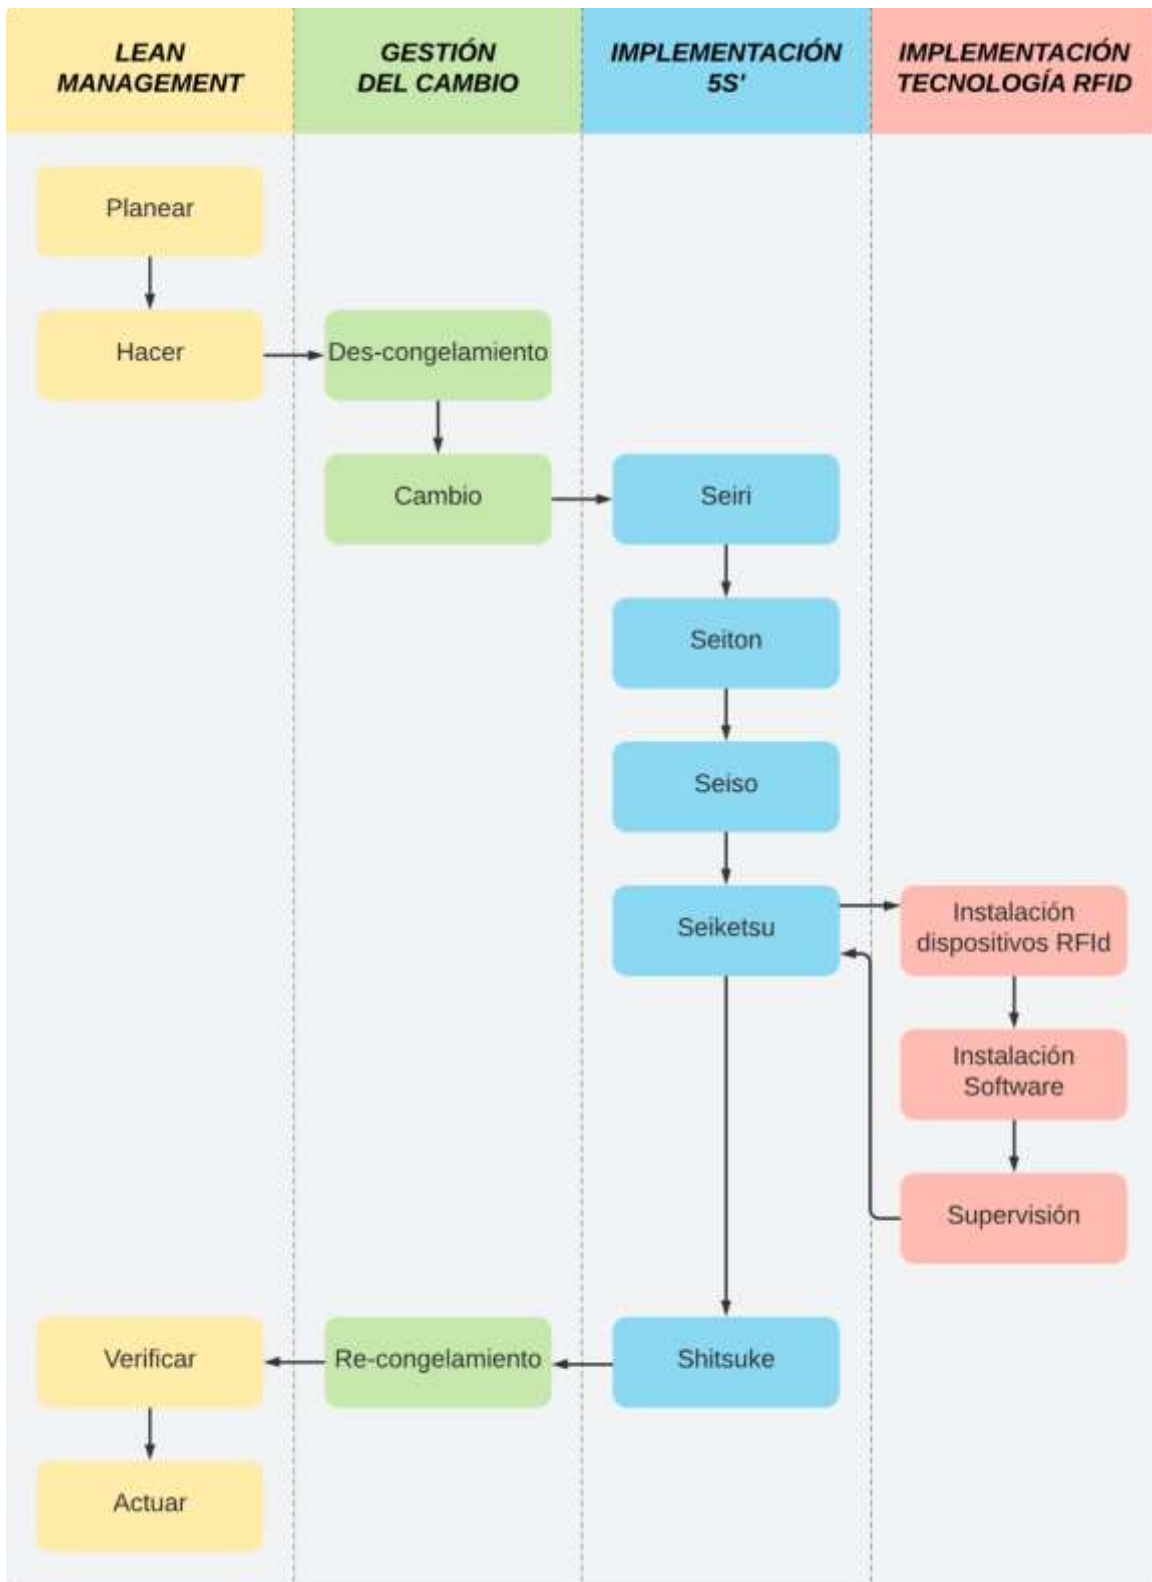 LEAN
MANAGEMENT
GESTIÓN
DEL CAMBIO
IMPLEMENTACIÓN
5S'
IMPLEMENTACIÓN
TECNOLOGÍA RFID
Planear
Hacer
Des-congelamiento
Cambio
Seiri
Seiton
Seiso
Seiketsu
Instalación
dispositivos RFId
Instalación
Software
Supervisión
Verificar
Re-congelamiento
Shitsuke
Actuar